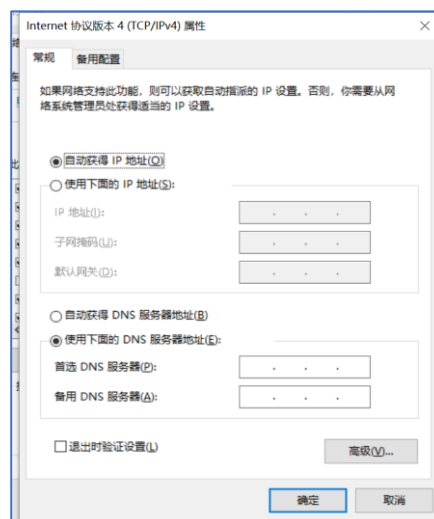 Internet 协议版本 4 (TCP/IPv4) 属性
常规 备用配置
如果网络支持此功能，则可以获取自动指派的 IP 设置。否则，你需要从网
络系统管理员处获得适当的 IP 设置。
自动获得 IP 地址(O)
使用下面的 IP 地址(S):
IP 地址(I):
子网掩码(U):
默认网关(D):
自动获得 DNS 服务器地址(B)
使用下面的 DNS 服务器地址(E):
首选 DNS 服务器(P):
备用 DNS 服务器(A):
退出时验证设置(L)
高级(V)...
确定 取消